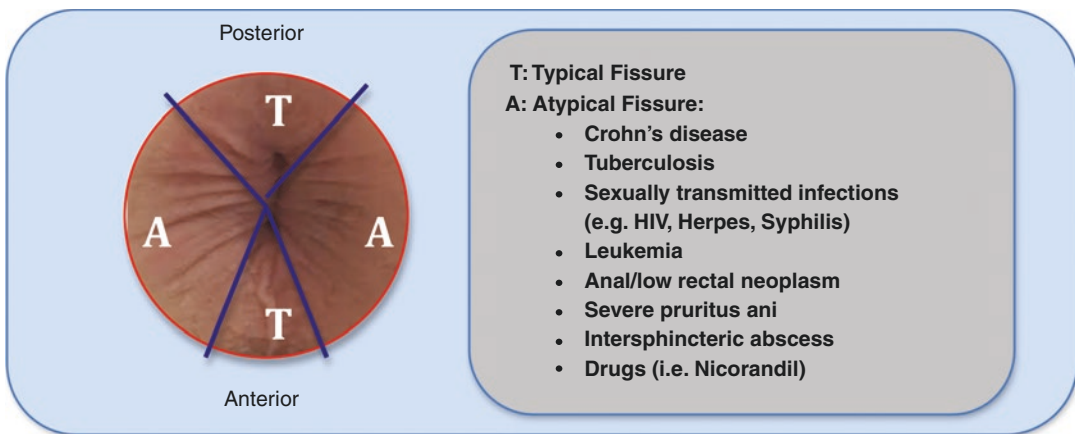 Posterior
T
A
A
T
Anterior
T: Typical Fissure
A: Atypical Fissure:
• Crohn's disease
• Tuberculosis
• Sexually transmitted infections
(e.g. HIV, Herpes, Syphilis)
• Leukemia
• Anal/low rectal neoplasm
• Severe pruritus ani
• Intersphincteric abscess
• Drugs (i.e. Nicorandil)